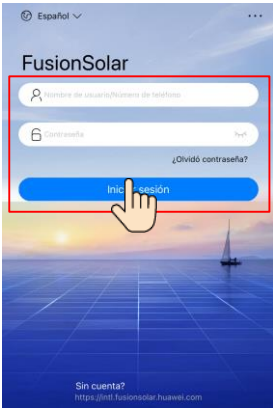 Español
FusionSolar
Nombre de usuario/Número de teléfono
Contraseña
¿Olvidó contraseña?
Iniciar sesión
Sin cuenta?
https://intl.fusionsolar.huawei.com